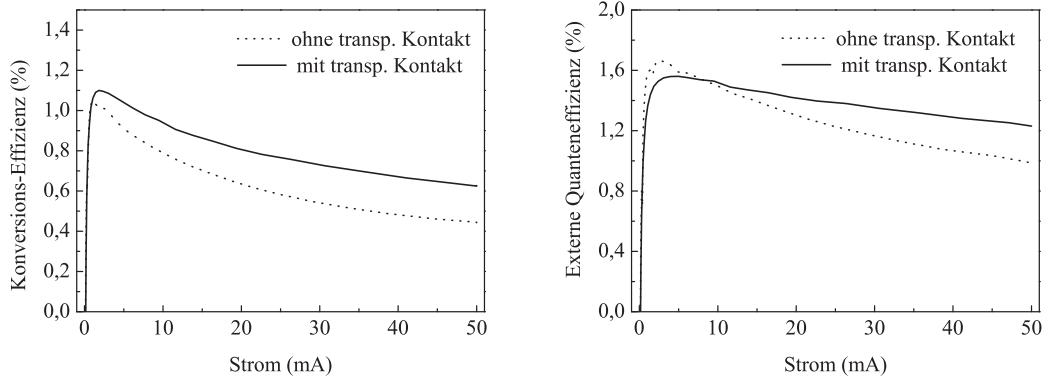 Konversions-Effizienz (%)
1,4
1,2
1,0
0,8
0,6
0,4
0,2
0,0
0 10 20 30 40 50
Strom (mA)
ohne transp. Kontakt
mit transp. Kontakt
Externe Quanteneffizienz (%)
2,0
1,6
1,2
0,8
0,4
0,0
0 10 20 30 40 50
Strom (mA)
ohne transp. Kontakt
mit transp. Kontakt